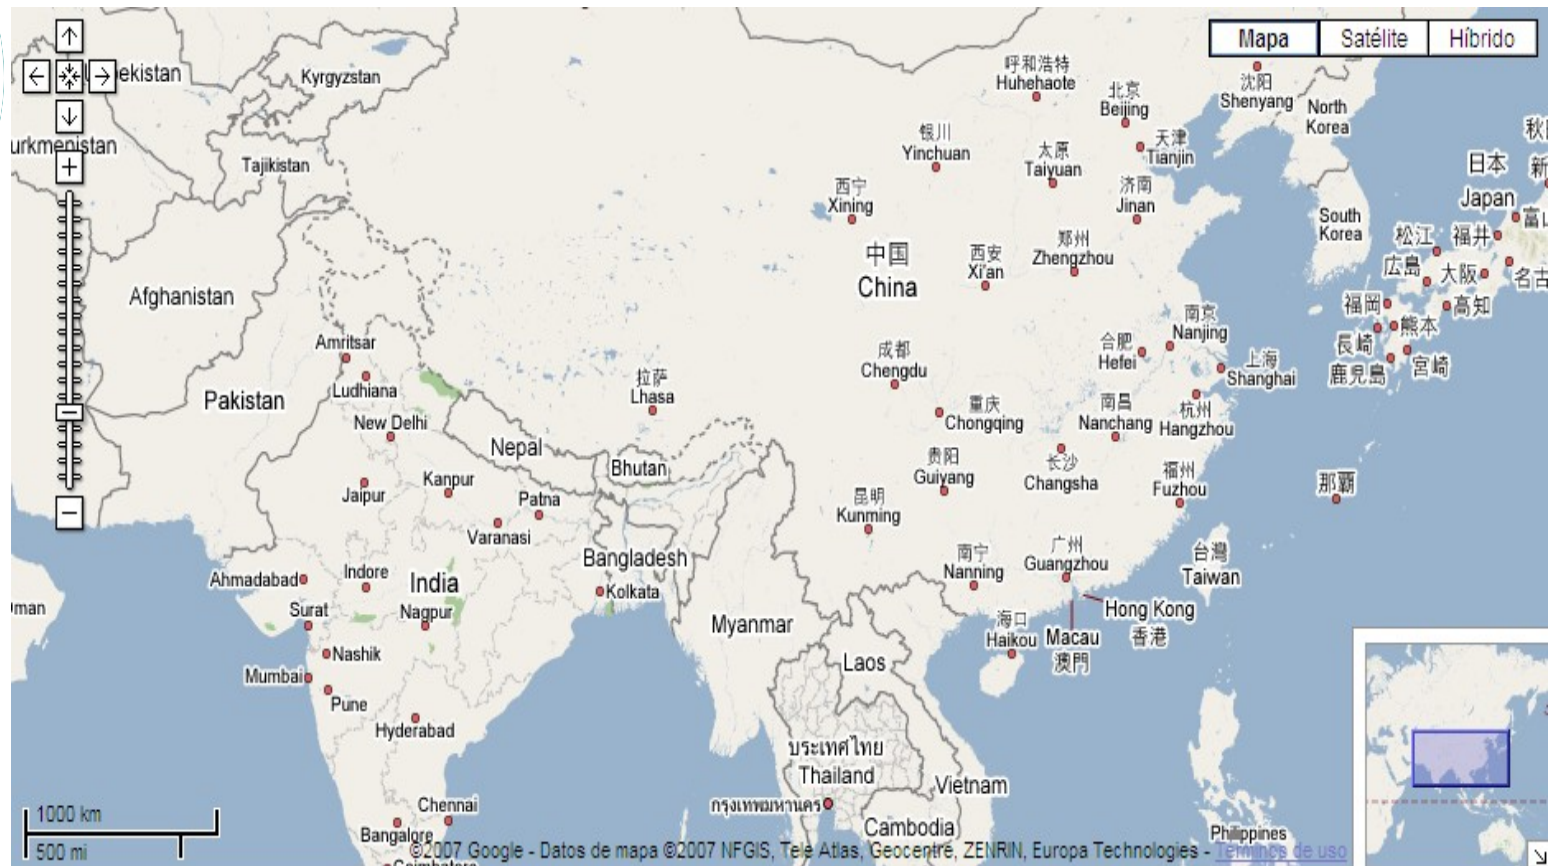 Mapa
Satélite
Híbrido
Kyrgyzstan
Tajikistan
Afghanistan
Pakistan
呼和浩特
Huhehaote
北京
Beijing
沈阳
Shenyang
North
Korea
银川
Yinchuan
太原
Taiyuan
天津
Tianjin
西宁
Xining
济南
Jinan
日本
Japan
South
Korea
中国
China
西安
Xi'an
郑州
Zhengzhou
松江
福井
広島
大阪
福岡
高知
熊本
長崎
鹿児島
宮崎
Amritsar
Ludhiana
New Delhi
拉萨
Lhasa
成都
Chengdu
合肥
Hefei
南京
Nanjing
上海
Shanghai
重庆
Chongqing
南昌
Nanchang
杭州
Hangzhou
Nepal
Bhutan
贵阳
Guiyang
长沙
Changsha
福州
Fuzhou
那覇
Jaipur
Kanpur
Patna
Varanasi
昆明
Kunming
Bangladesh
南宁
Nanning
广州
Guangzhou
台灣
Taiwan
Ahmadabad
Indore
India
Kolkata
Surat
Nagpur
Myanmar
海口
Haikou
Macau
澳門
Hong Kong
香港
Nashik
Mumbai
Pune
Laos
Hyderabad
ประเทศไทย
Thailand
Vietnam
กรุงเทพมหานคร
Chennai
Bangalore
Cambodia
Philippines
1000 km
500 mi
©2007 Google - Datos de mapa ©2007 NFGIS, Tele Atlas, Geocentre, ZENRIN, Europa Technologies - Términos de uso